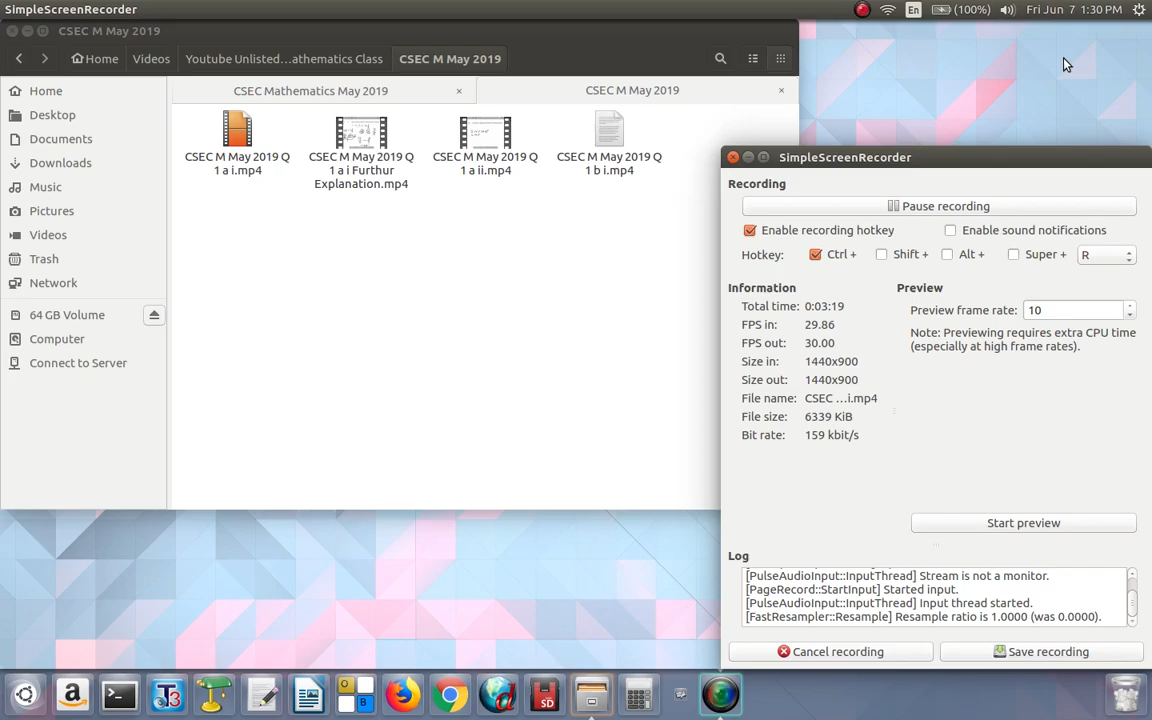 SimpleScreenRecorder
En
(100%)
Fri Jun 7 1:30 PM
CSEC M May 2019
Home
Videos
Youtube Unlisted...athematics Class
CSEC M May 2019
CSEC Mathematics May 2019
×
CSEC M May 2019
×
Home
Desktop
Documents
Downloads
Music
Pictures
Videos
Trash
Network
64 GB Volume
Computer
Connect to Server
CSEC M May 2019 Q
1 a i.mp4
CSEC M May 2019 Q
1 a i Furthur
Explanation.mp4
CSEC M May 2019 Q
1 a ii.mp4
CSEC M May 2019 Q
1 b i.mp4
SimpleScreenRecorder
Recording
Pause recording
Enable recording hotkey
Enable sound notifications
Hotkey:
Ctrl +
Shift +
Alt +
Super +
R
Information
Total time: 0:03:19
FPS in: 29.86
FPS out: 30.00
Size in: 1440x900
Size out: 1440x900
File name: CSEC ...i.mp4
File size: 6339 KiB
Bit rate: 159 kbit/s
Preview
Preview frame rate: 10
Note: Previewing requires extra CPU time
(especially at high frame rates).
Start preview
Log
[PulseAudioInput::InputThread] Stream is not a monitor.
[PageRecord::StartInput] Started input.
[PulseAudioInput::InputThread] Input thread started.
[FastResampler::Resample] Resample ratio is 1.0000 (was 0.0000).
Cancel recording
Save recording
a
>_
T3
O
B
SD